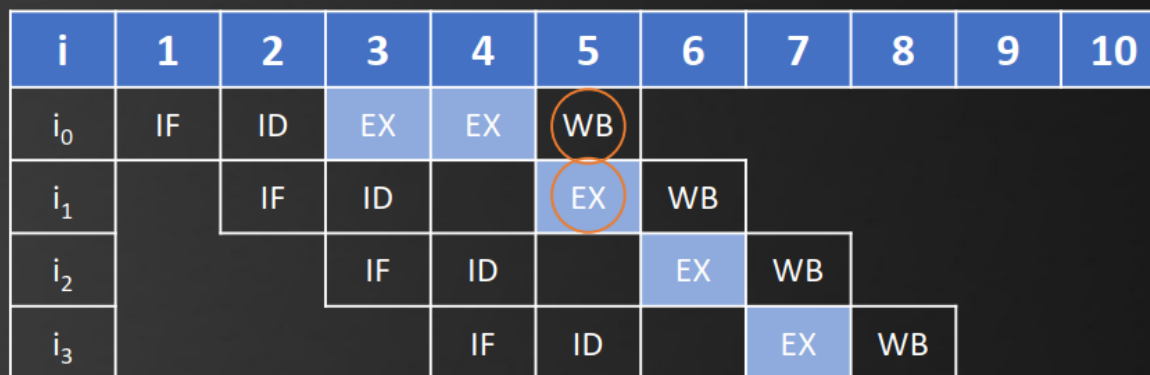 i 1 2 3 4 5 6 7 8 9 10
i₀ IF ID EX EX WB
i₁ IF ID EX WB
i₂ IF ID EX WB
i₃ IF ID EX WB